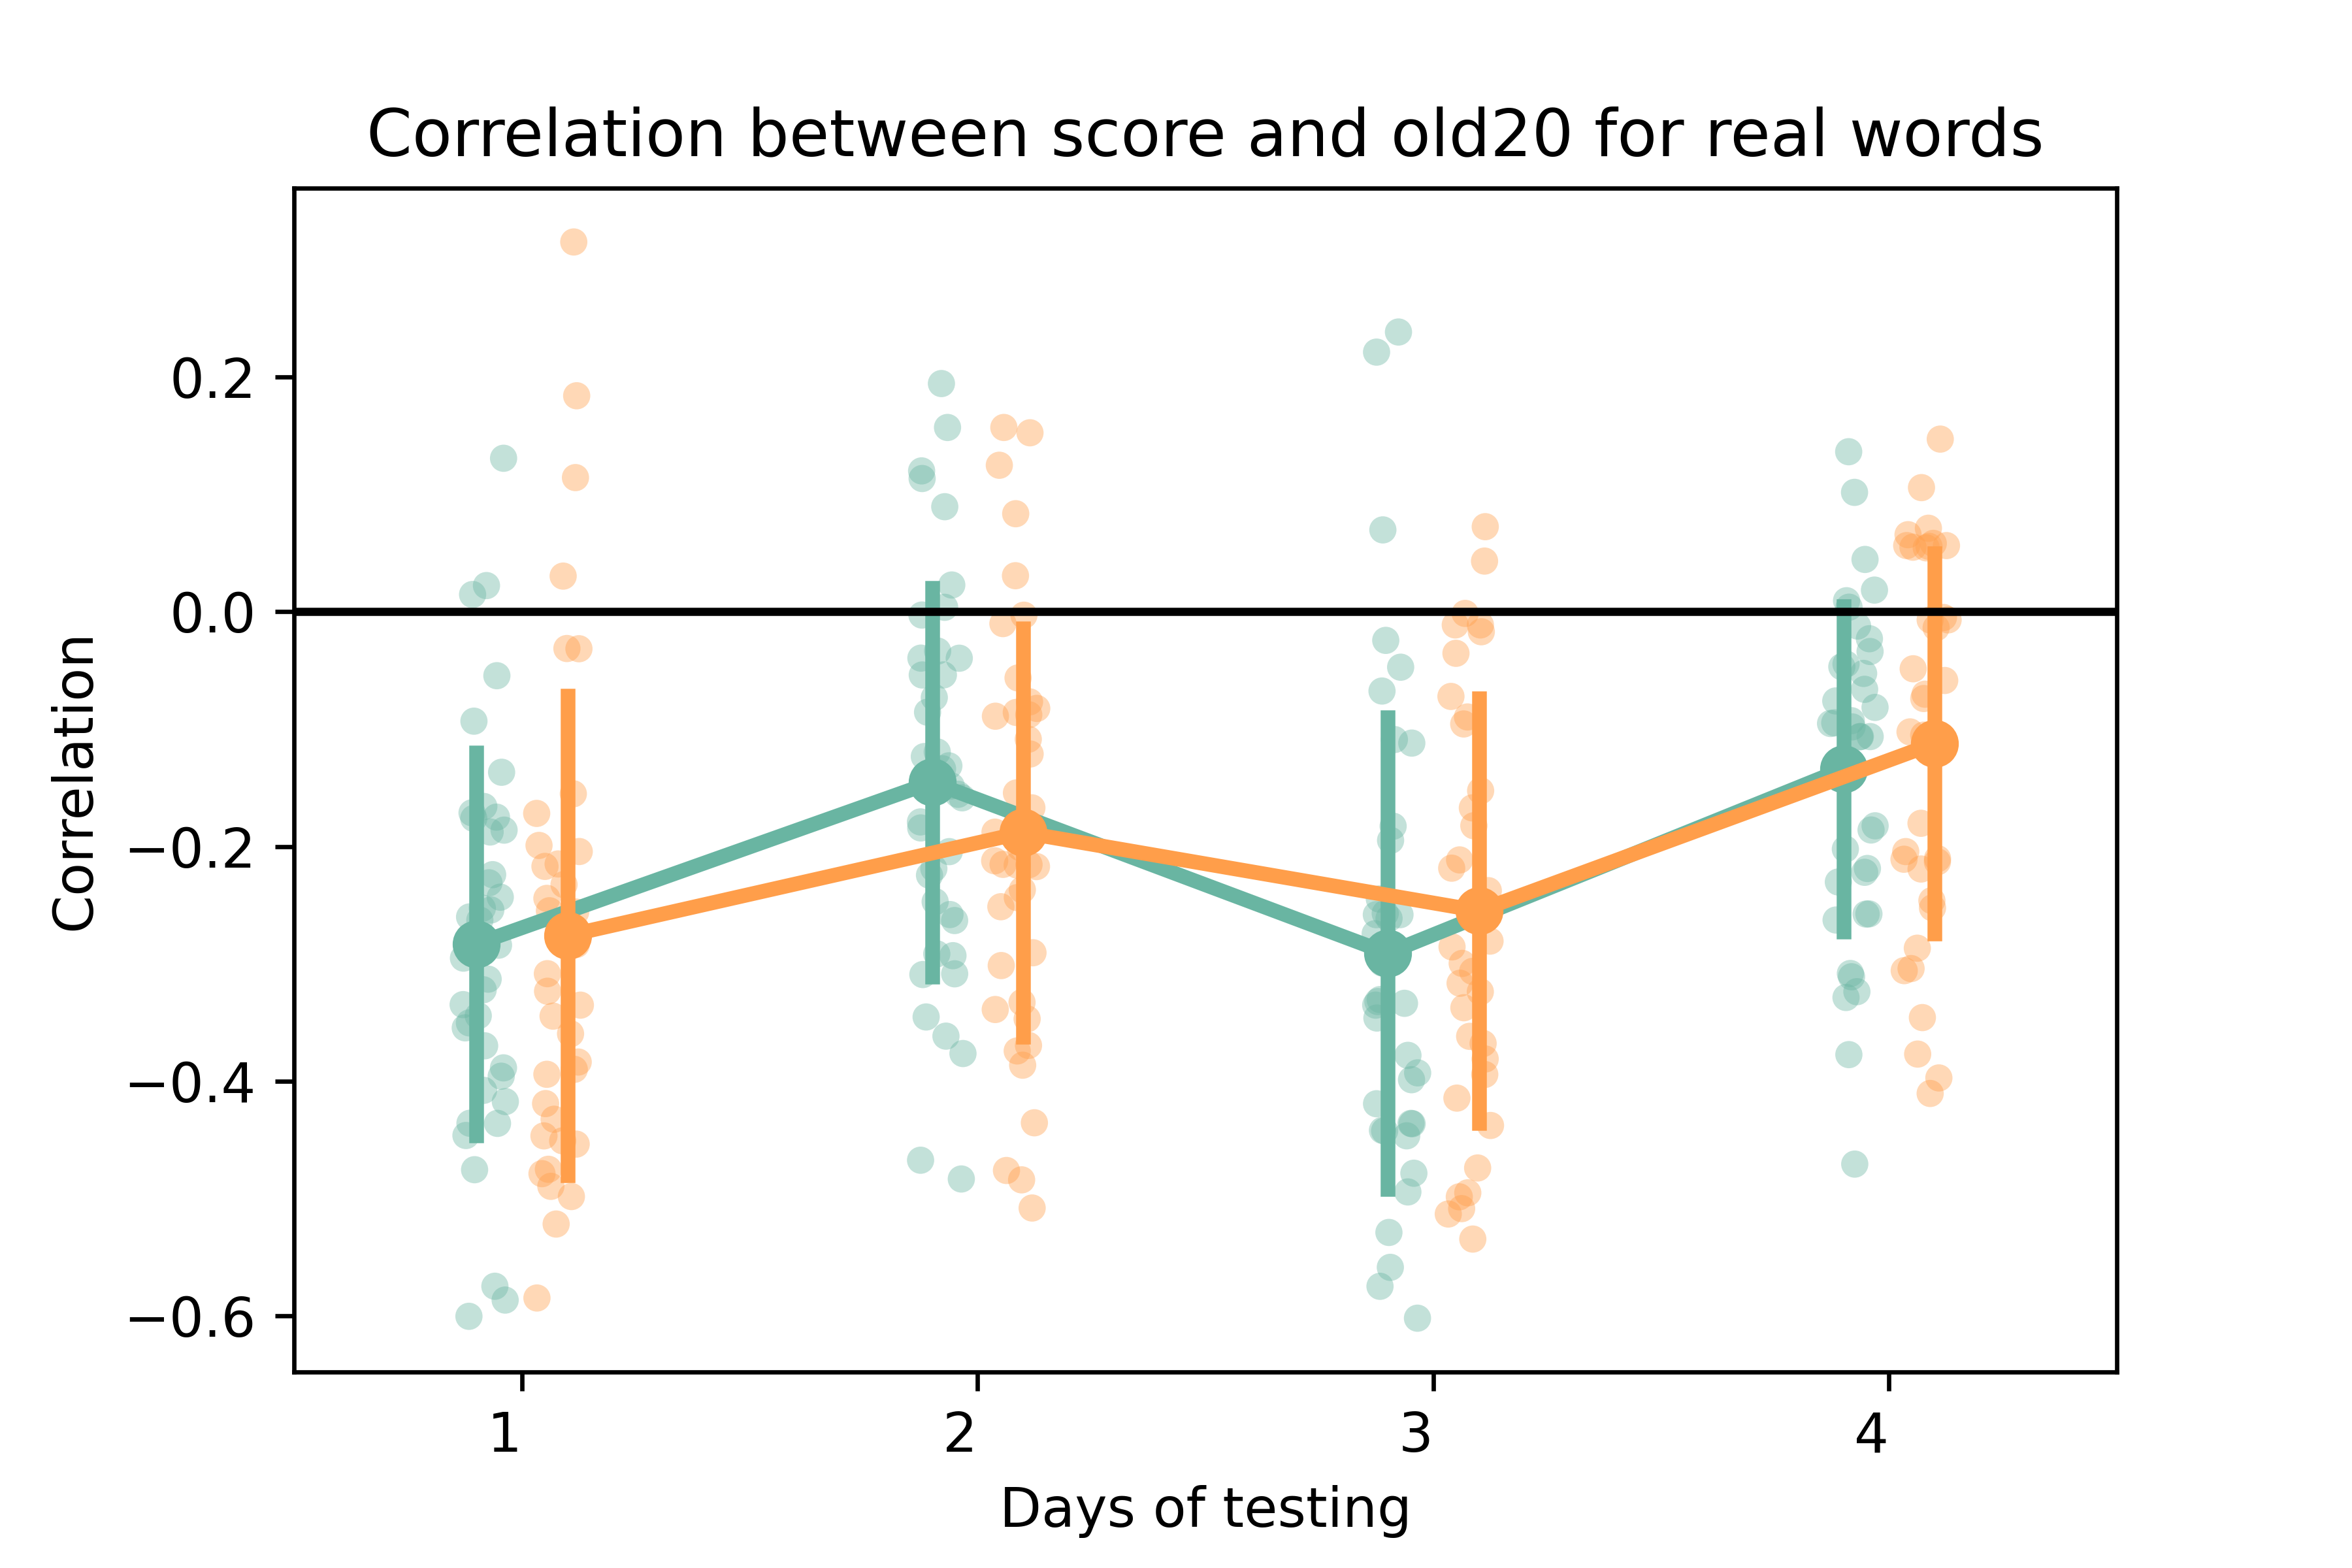 Correlation between score and old20 for real words
0.2
0.0
−0.2
−0.4
−0.6
Correlation
1 2 3 4
Days of testing